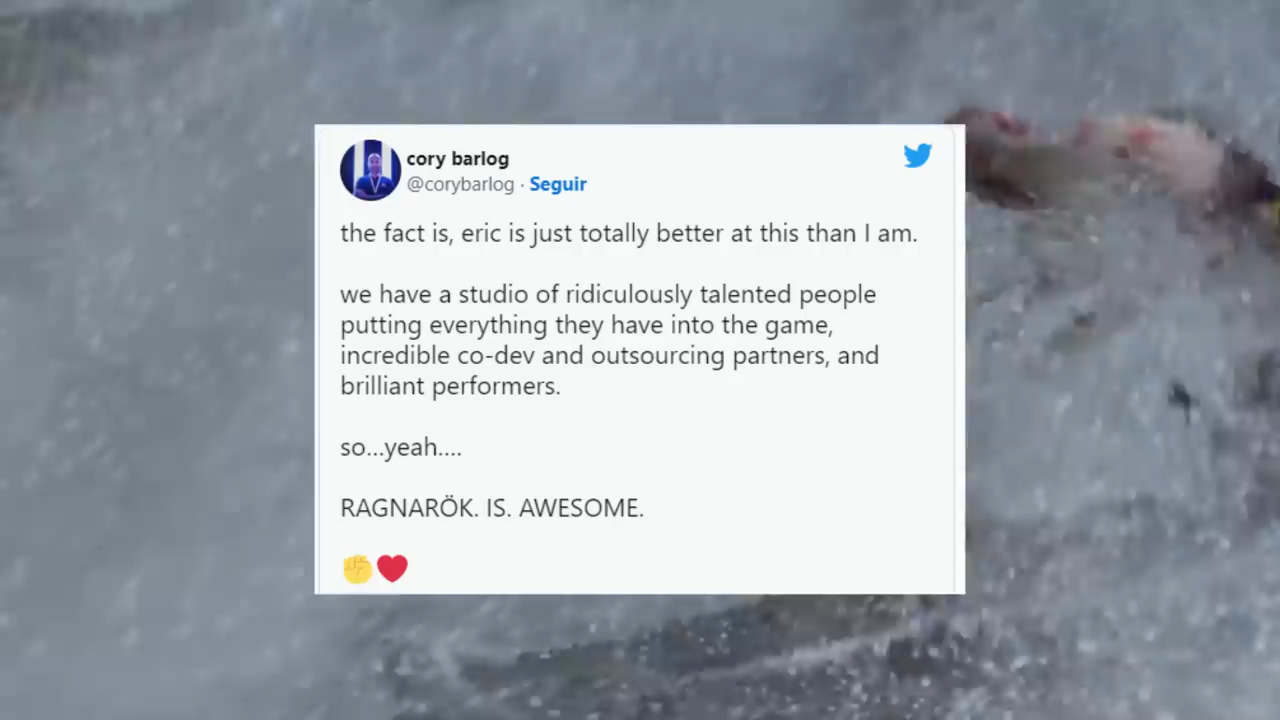 cory barlog
@corybarlog · Seguir
the fact is, eric is just totally better at this than I am.
we have a studio of ridiculously talented people
putting everything they have into the game,
incredible co-dev and outsourcing partners, and
brilliant performers.
so...yeah....
RAGNARÖK. IS. AWESOME.
✊❤️